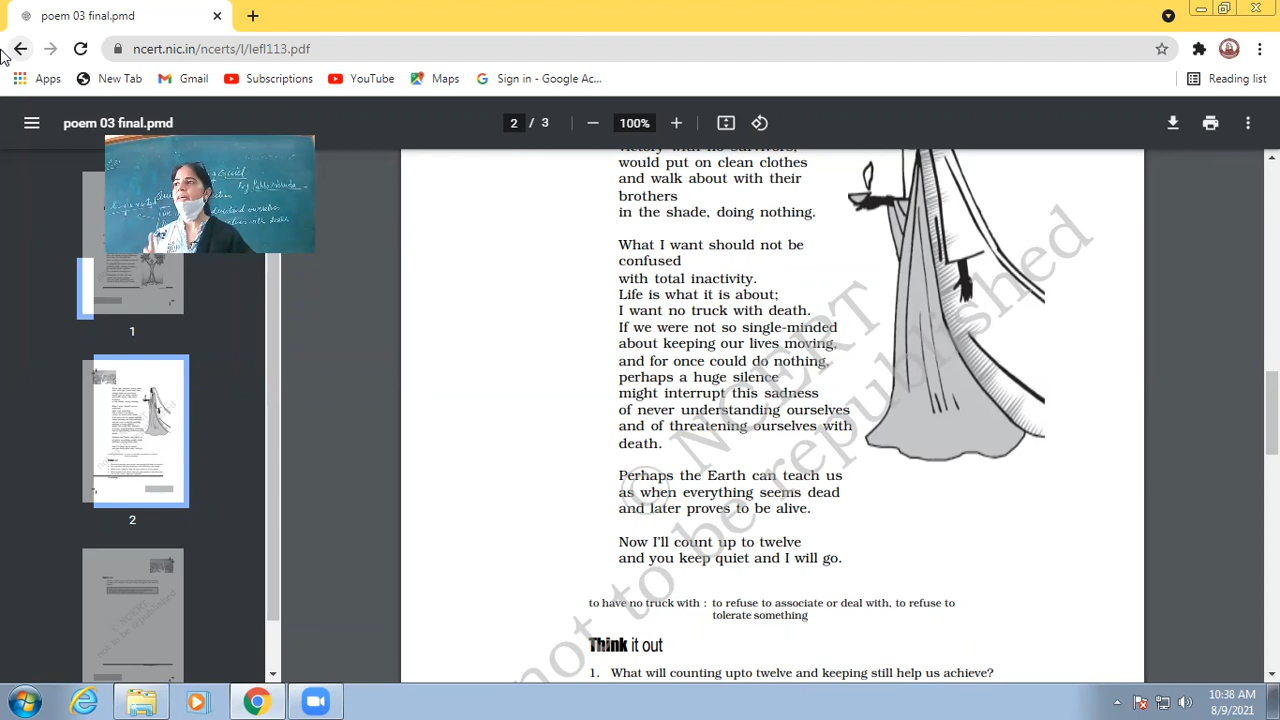 poem 03 final.pmd
ncert.nic.in/ncerts/l/lefl113.pdf
Apps New Tab Gmail Subscriptions YouTube Maps Sign in - Google Ac... Reading list
poem 03 final.pmd 2 / 3 100%
By Pablo Neruda
would put on clean clothes
and walk about with their
brothers
in the shade, doing nothing.
What I want should not be
confused
with total inactivity.
Life is what it is about;
I want no truck with death.
If we were not so single-minded
about keeping our lives moving,
and for once could do nothing,
perhaps a huge silence
might interrupt this sadness
of never understanding ourselves
and of threatening ourselves with
death.
Perhaps the Earth can teach us
as when everything seems dead
and later proves to be alive.
Now I'll count up to twelve
and you keep quiet and I will go.
to have no truck with : to refuse to associate or deal with, to refuse to
tolerate something
Think it out
1. What will counting upto twelve and keeping still help us achieve?
© NCERT
not to be republished
1
2
10:38 AM
8/9/2021